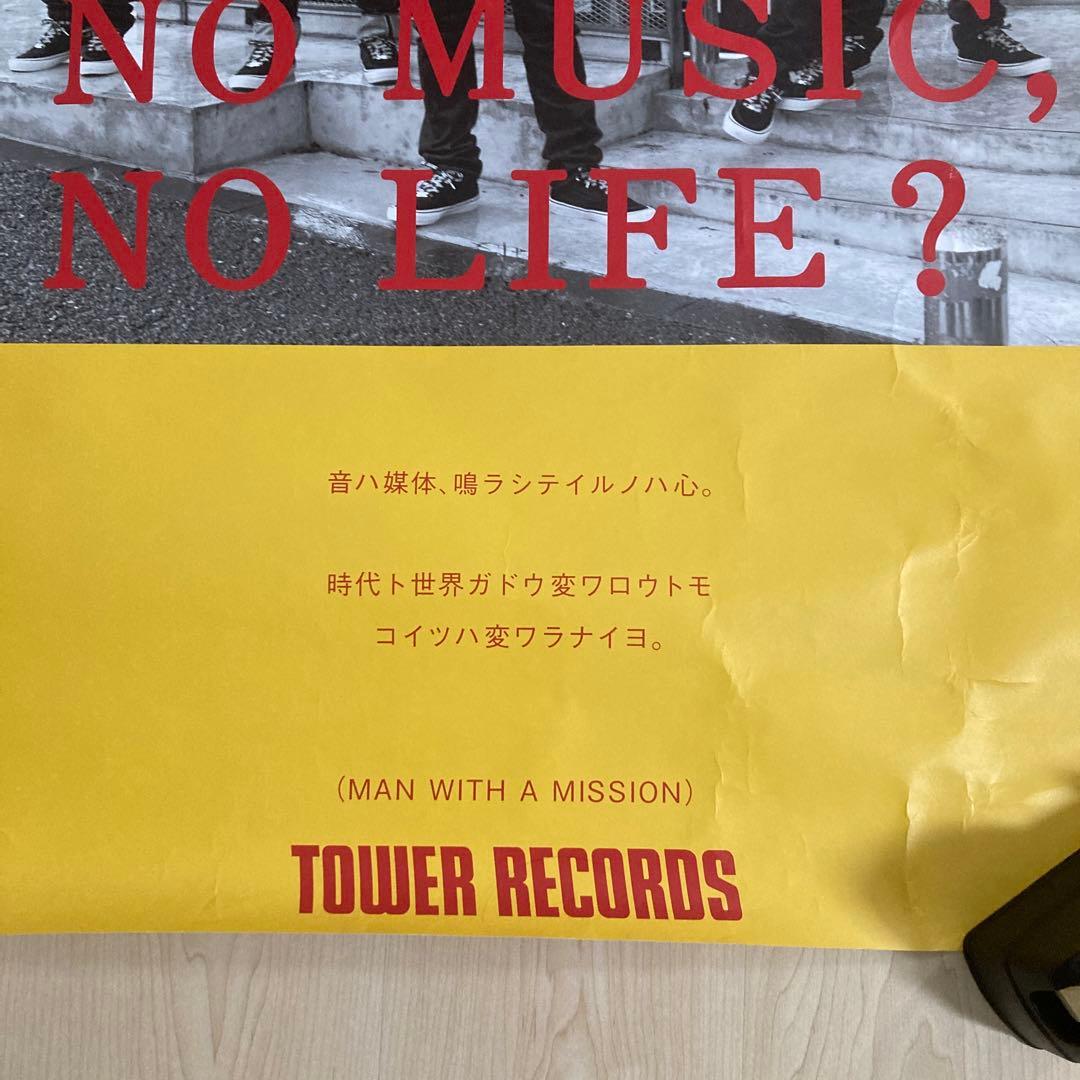 NO MUSIC,
NO LIFE ?
音ハ媒体、鳴ラシテイルノハ心。
時代ト世界ガドウ変ワロウトモ
コイツハ変ワラナイヨ。
(MAN WITH A MISSION)
TOWER RECORDS